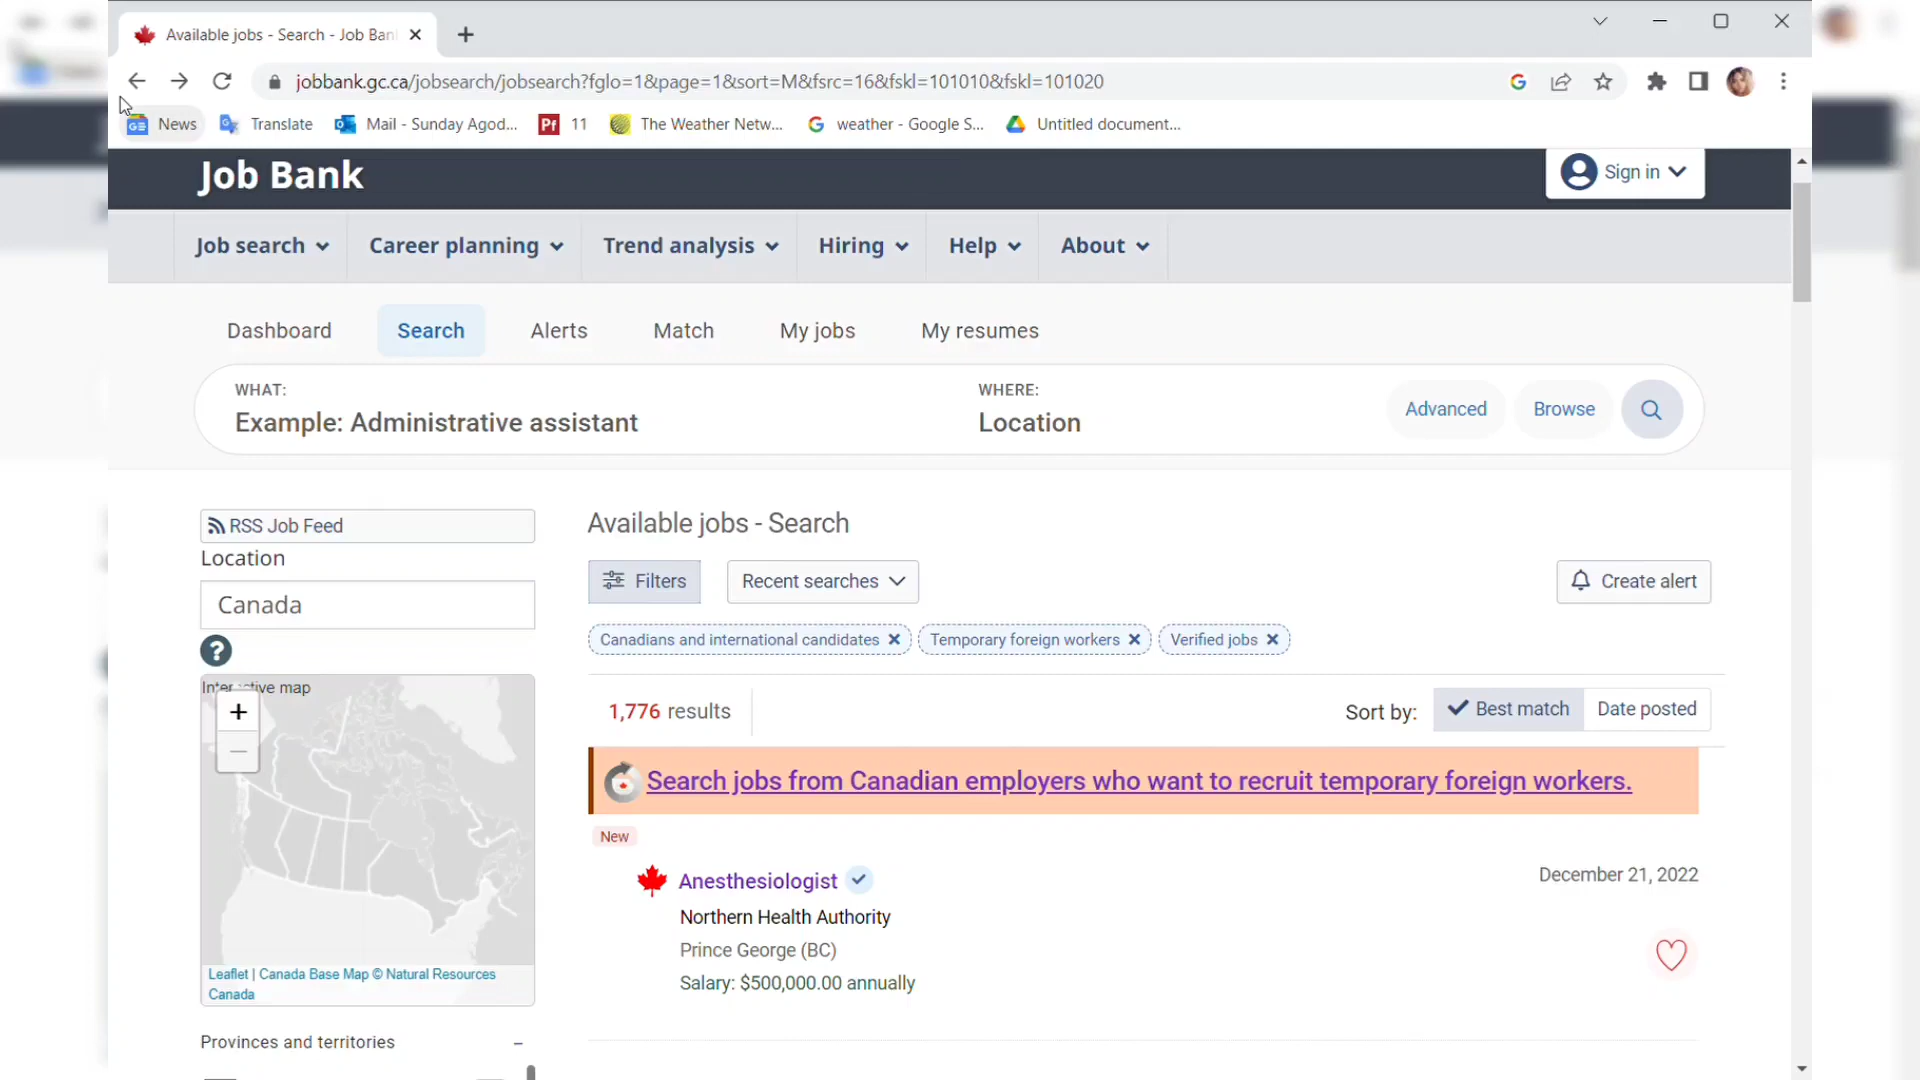 Available jobs - Search - Job Ban
jobbank.gc.ca/jobsearch/jobsearch?fglo=1&page=1&sort=M&fsrc=16&fskl=101010&fskl=101020
News
Translate
Mail - Sunday Agod...
11
The Weather Netw...
weather - Google S...
Untitled document...
Job Bank
Sign in
Job search
Career planning
Trend analysis
Hiring
Help
About
Dashboard
Search
Alerts
Match
My jobs
My resumes
WHAT:
Example: Administrative assistant
WHERE:
Location
Advanced
Browse
RSS Job Feed
Location
Canada
Interactive map
+
−
Leaflet | Canada Base Map © Natural Resources
Canada
Provinces and territories
Available jobs - Search
Filters
Recent searches
Create alert
Canadians and international candidates
Temporary foreign workers
Verified jobs
1,776 results
Sort by:
Best match
Date posted
Search jobs from Canadian employers who want to recruit temporary foreign workers.
New
Anesthesiologist
December 21, 2022
Northern Health Authority
Prince George (BC)
Salary: $500,000.00 annually